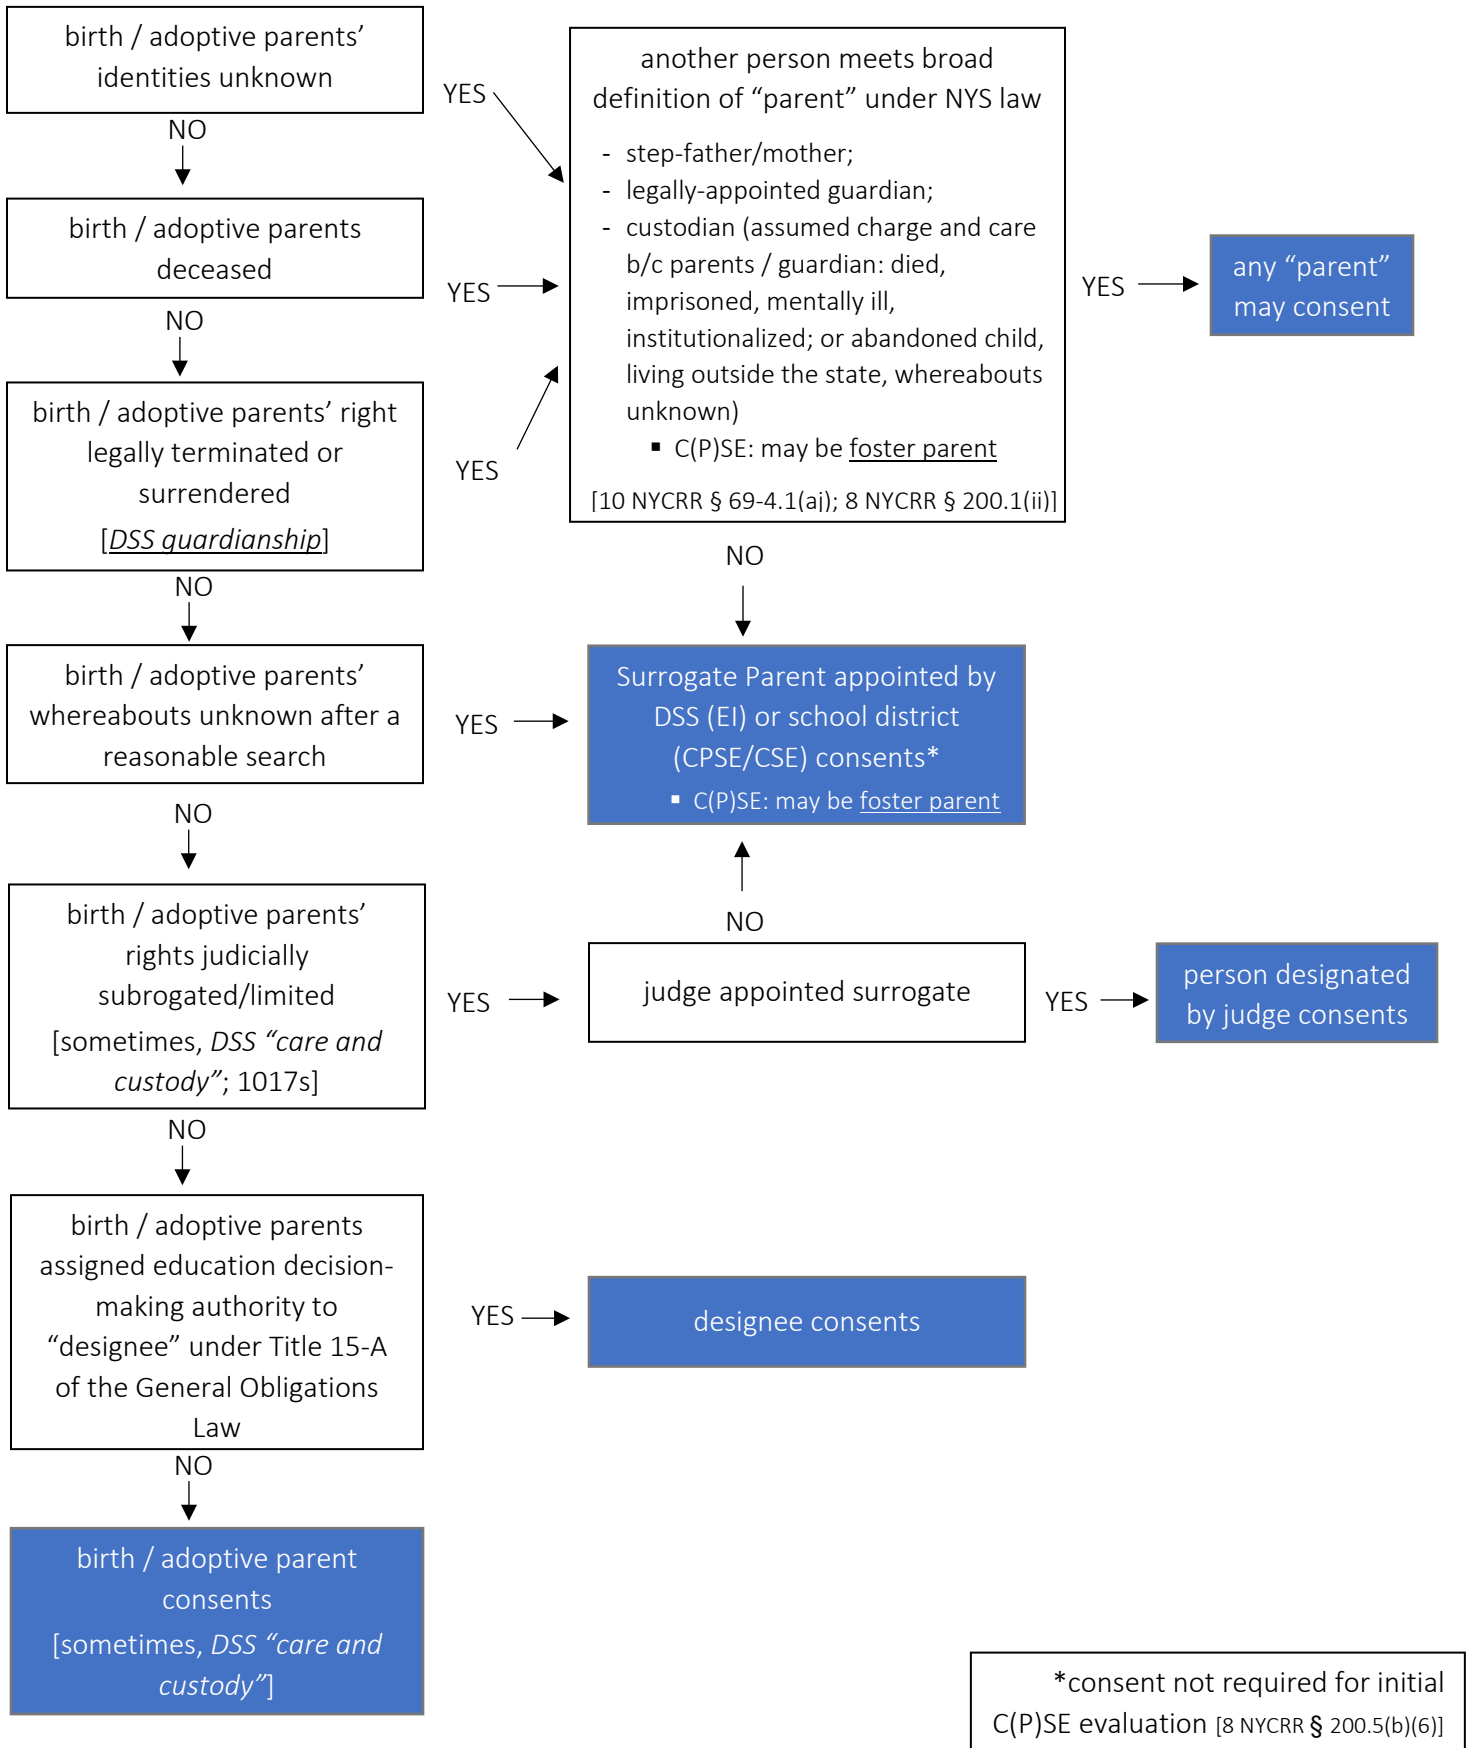 birth / adoptive parents’
identities unknown
YES
NO
another person meets broad
definition of “parent” under NYS law
- step-father/mother;
- legally-appointed guardian;
- custodian (assumed charge and care
b/c parents / guardian: died,
imprisoned, mentally ill,
institutionalized; or abandoned child,
living outside the state, whereabouts
unknown)
▪ C(P)SE: may be foster parent
[10 NYCRR § 69-4.1(aj); 8 NYCRR § 200.1(ii)]
birth / adoptive parents
deceased
YES
NO
YES
any “parent”
may consent
birth / adoptive parents’ right
legally terminated or
surrendered
[DSS guardianship]
YES
NO
NO
birth / adoptive parents’
whereabouts unknown after a
reasonable search
YES
NO
Surrogate Parent appointed by
DSS (EI) or school district
(CPSE/CSE) consents*
▪ C(P)SE: may be foster parent
NO
birth / adoptive parents’
rights judicially
subrogated/limited
[sometimes, DSS “care and
custody”; 1017s]
YES
NO
judge appointed surrogate
YES
person designated
by judge consents
birth / adoptive parents
assigned education decision-
making authority to
“designee” under Title 15-A
of the General Obligations
Law
YES
NO
designee consents
birth / adoptive parent
consents
[sometimes, DSS “care and
custody”]
*consent not required for initial
C(P)SE evaluation [8 NYCRR § 200.5(b)(6)]